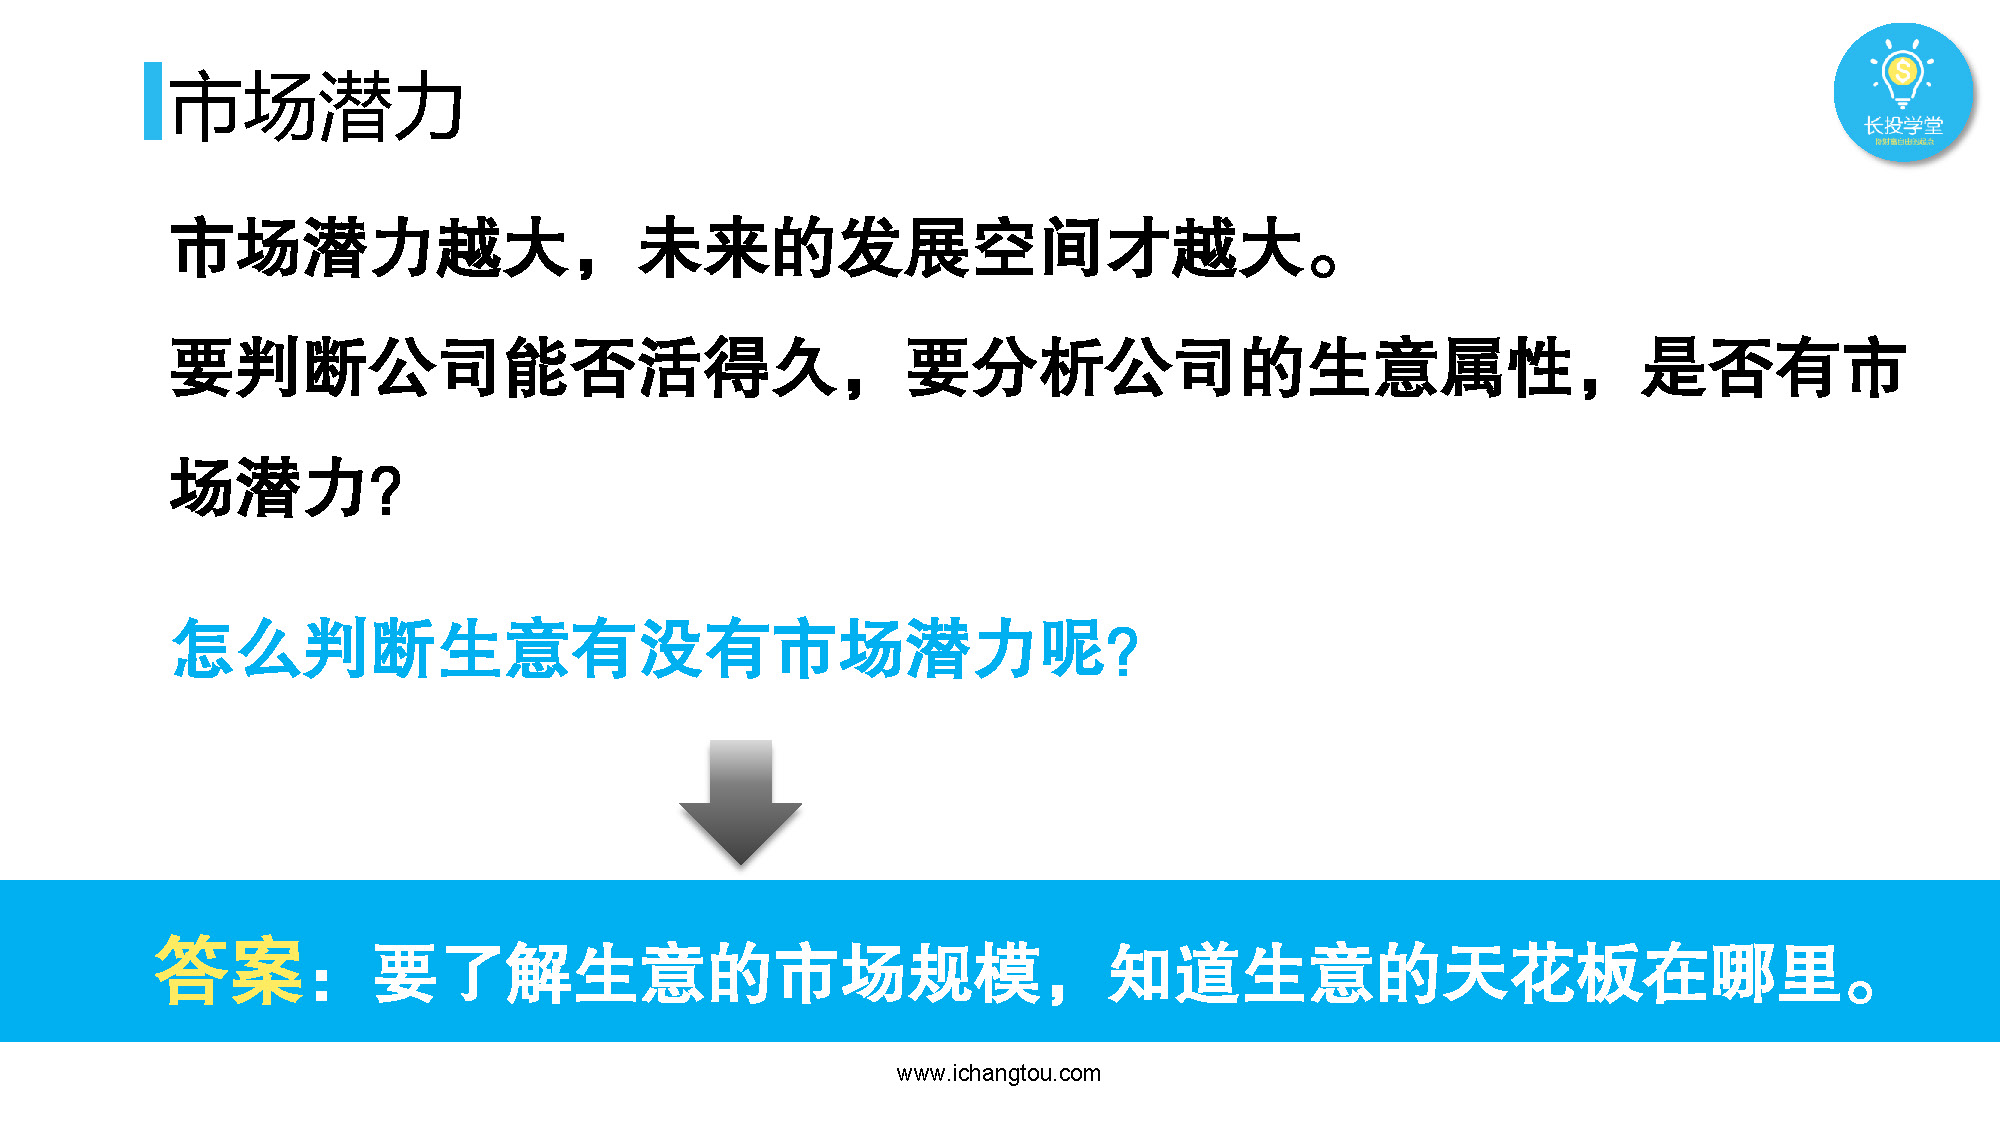 市场潜力
长投学堂
市场潜力越大，未来的发展空间才越大。
要判断公司能否活得久，要分析公司的生意属性，是否有市
场潜力?
怎么判断生意有没有市场潜力呢?
答案：要了解生意的市场规模，知道生意的天花板在哪里。
www.ichangtou.com